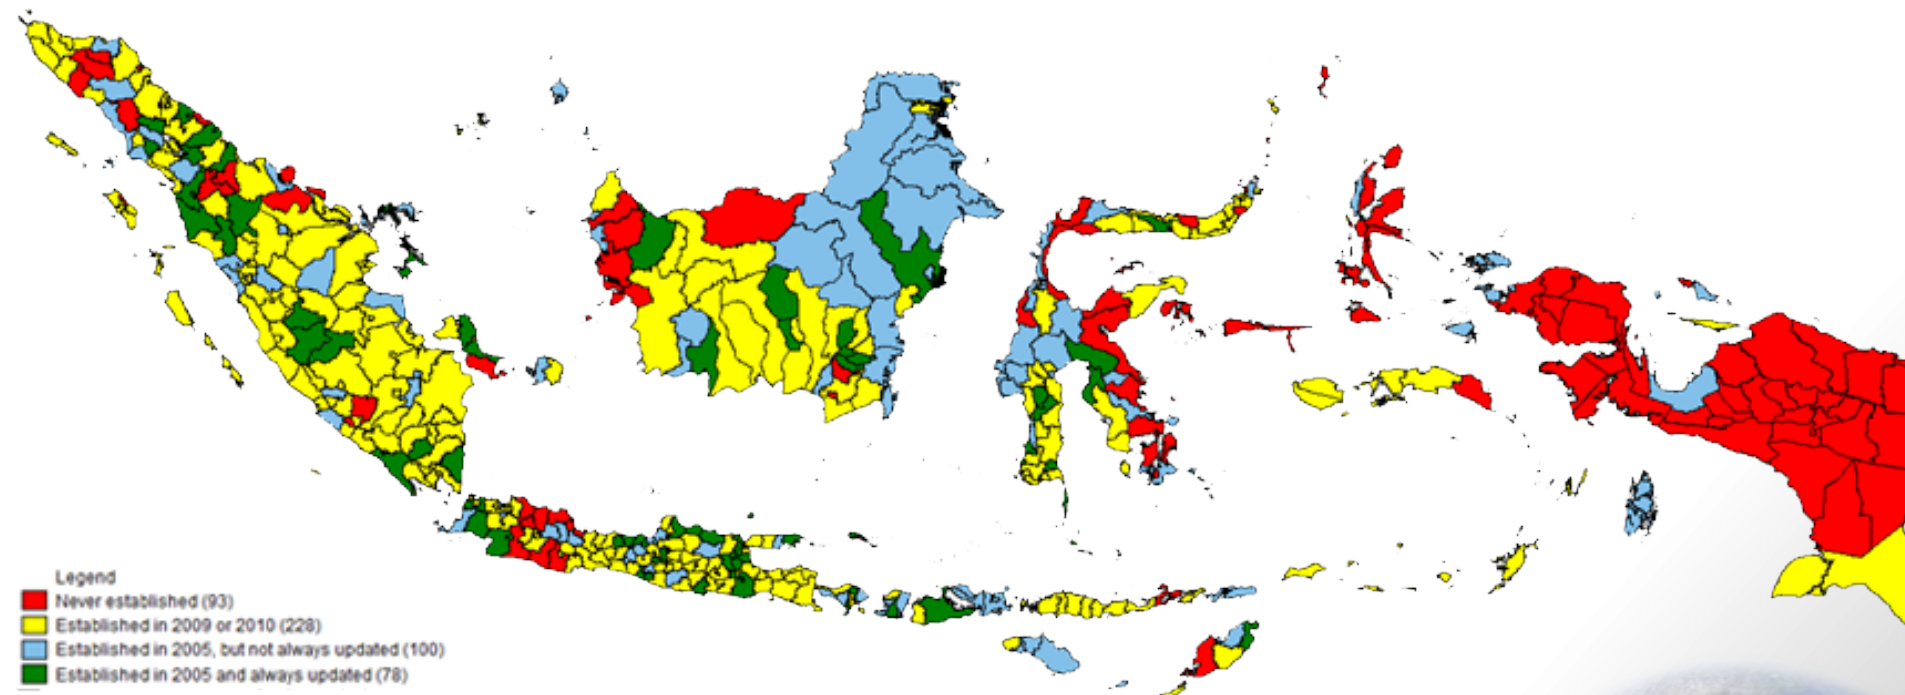 Legend
Never established (93)
Established in 2009 or 2010 (228)
Established in 2005, but not always updated (100)
Established in 2005 and always updated (78)